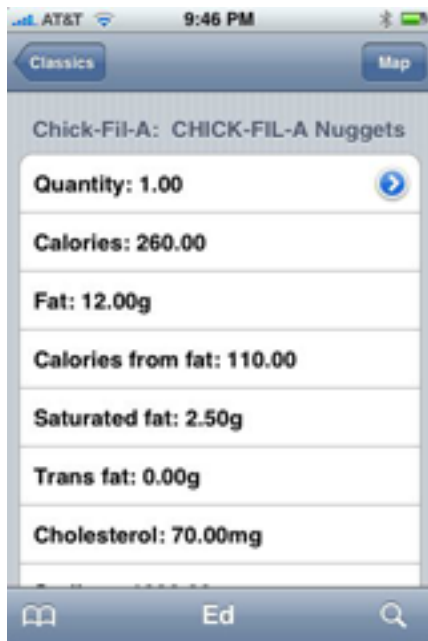 AT&T 9:46 PM
Classics Map
Chick-Fil-A: CHICK-FIL-A Nuggets
Quantity: 1.00
Calories: 260.00
Fat: 12.00g
Calories from fat: 110.00
Saturated fat: 2.50g
Trans fat: 0.00g
Cholesterol: 70.00mg
Ed